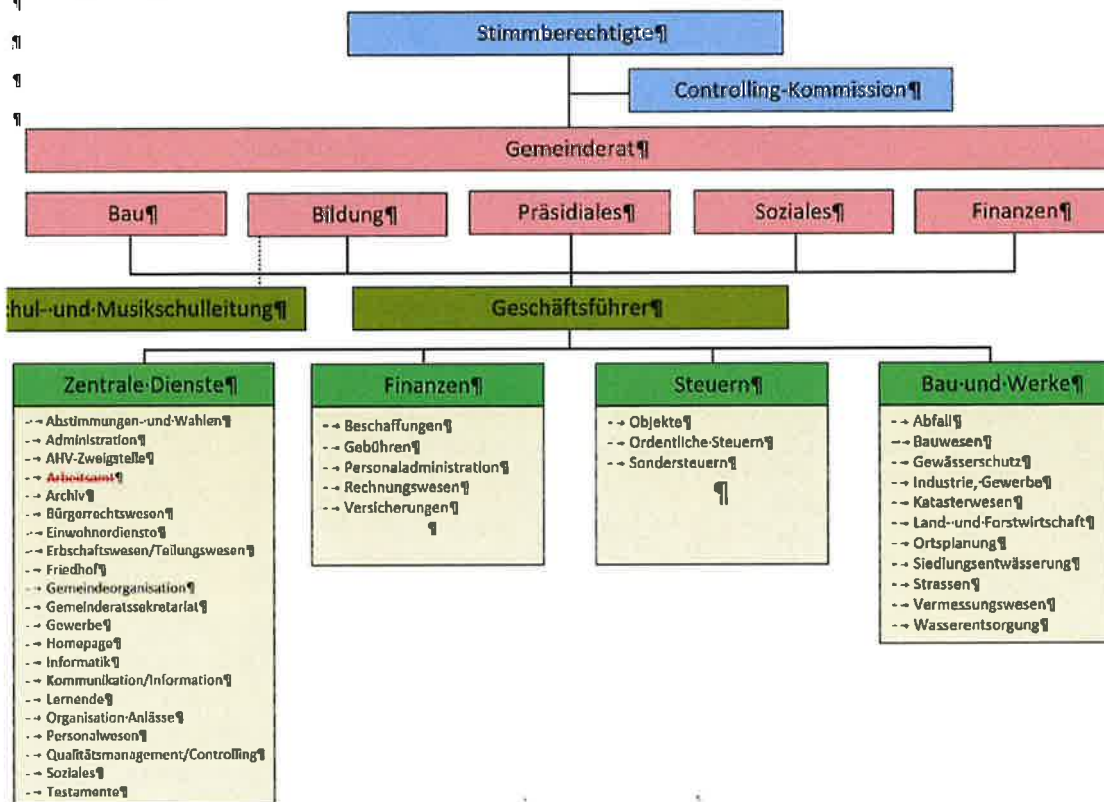 Stimmberechtigte¶
Controlling-Kommission¶
Gemeinderat¶
Bau¶
Bildung¶
Präsidiales¶
Soziales¶
Finanzen¶
hul-·und·Musikschulleitung¶
Geschäftsführer¶
Zentrale·Dienste¶
Abstimmungen-·und·Wahlen¶
Administration¶
AHV-Zweigstelle¶
Arbeitsamt¶
Archiv¶
Bürgerrechtswesen¶
Einwohnerdienste¶
Erbschaftswesen/Teilungswesen¶
Friedhof¶
Gemeindeorganisation¶
Gemeinderatssekretariat¶
Gewerbe¶
Homepage¶
Informatik¶
Kommunikation/Information¶
Lernende¶
Organisation·Anlässe¶
Personalwesen¶
Qualitätsmanagement/Controlling¶
Soziales¶
Testamente¶
Finanzen¶
Beschaffungen¶
Gebühren¶
Personaladministration¶
Rechnungswesen¶
Versicherungen¶
¶
Steuern¶
Objekte¶
Ordentliche·Steuern¶
Sondersteuern¶
¶
Bau·und·Werke¶
Abfall¶
Bauwesen¶
Gewässerschutz¶
Industrie,·Gewerbe¶
Katasterwesen¶
Land-·und·Forstwirtschaft¶
Ortsplanung¶
Siedlungsentwässerung¶
Strassen¶
Vermessungswesen¶
Wasserentsorgung¶